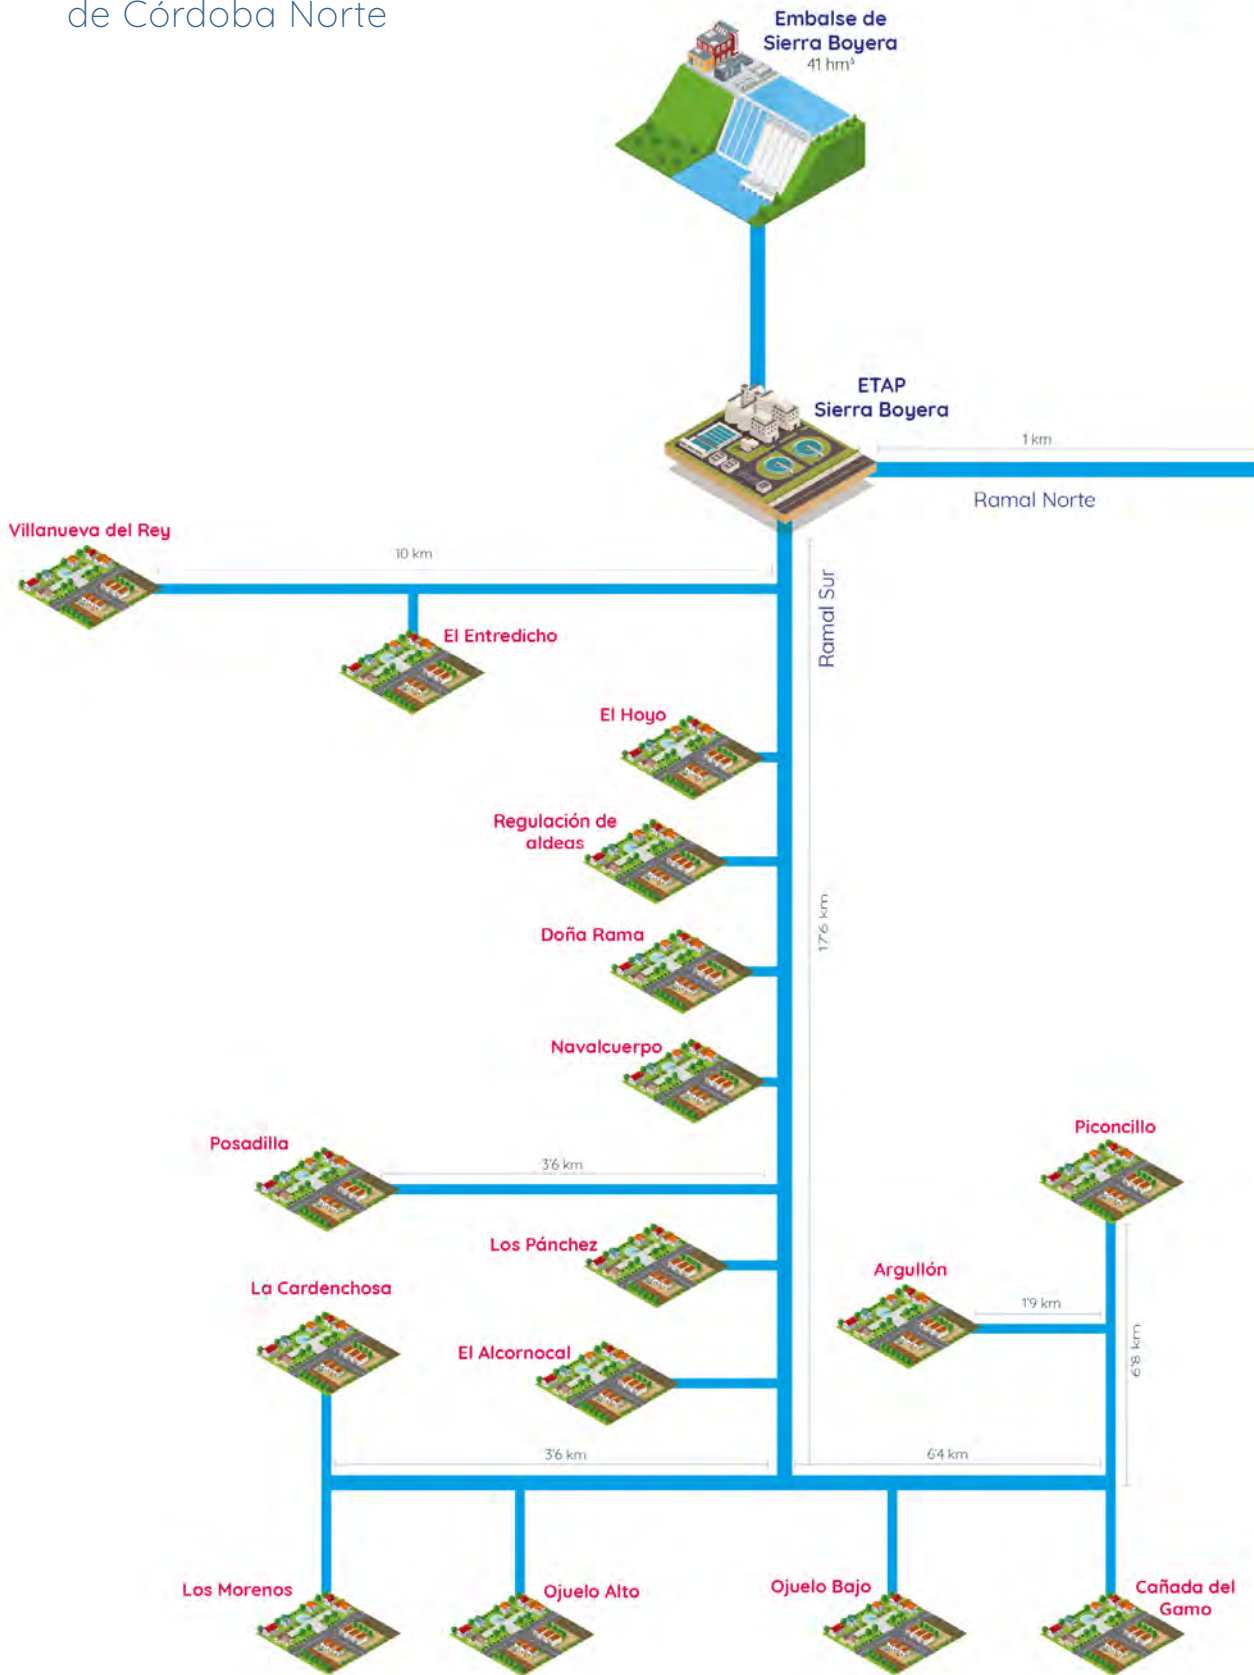 de Córdoba Norte
Embalse de
Sierra Boyera
41 hm³
ETAP
Sierra Boyera
1 km
Ramal Norte
Villanueva del Rey
10 km
Ramal Sur
El Entredicho
El Hoyo
Regulación de
aldeas
17'6 km
Doña Rama
Navalcuerpo
Piconcillo
Posadilla
3'6 km
Los Pánchez
Argullón
La Cardenchosa
1'9 km
6'8 km
El Alcornocal
3'6 km
6'4 km
Los Morenos
Ojuelo Alto
Ojuelo Bajo
Cañada del
Gamo